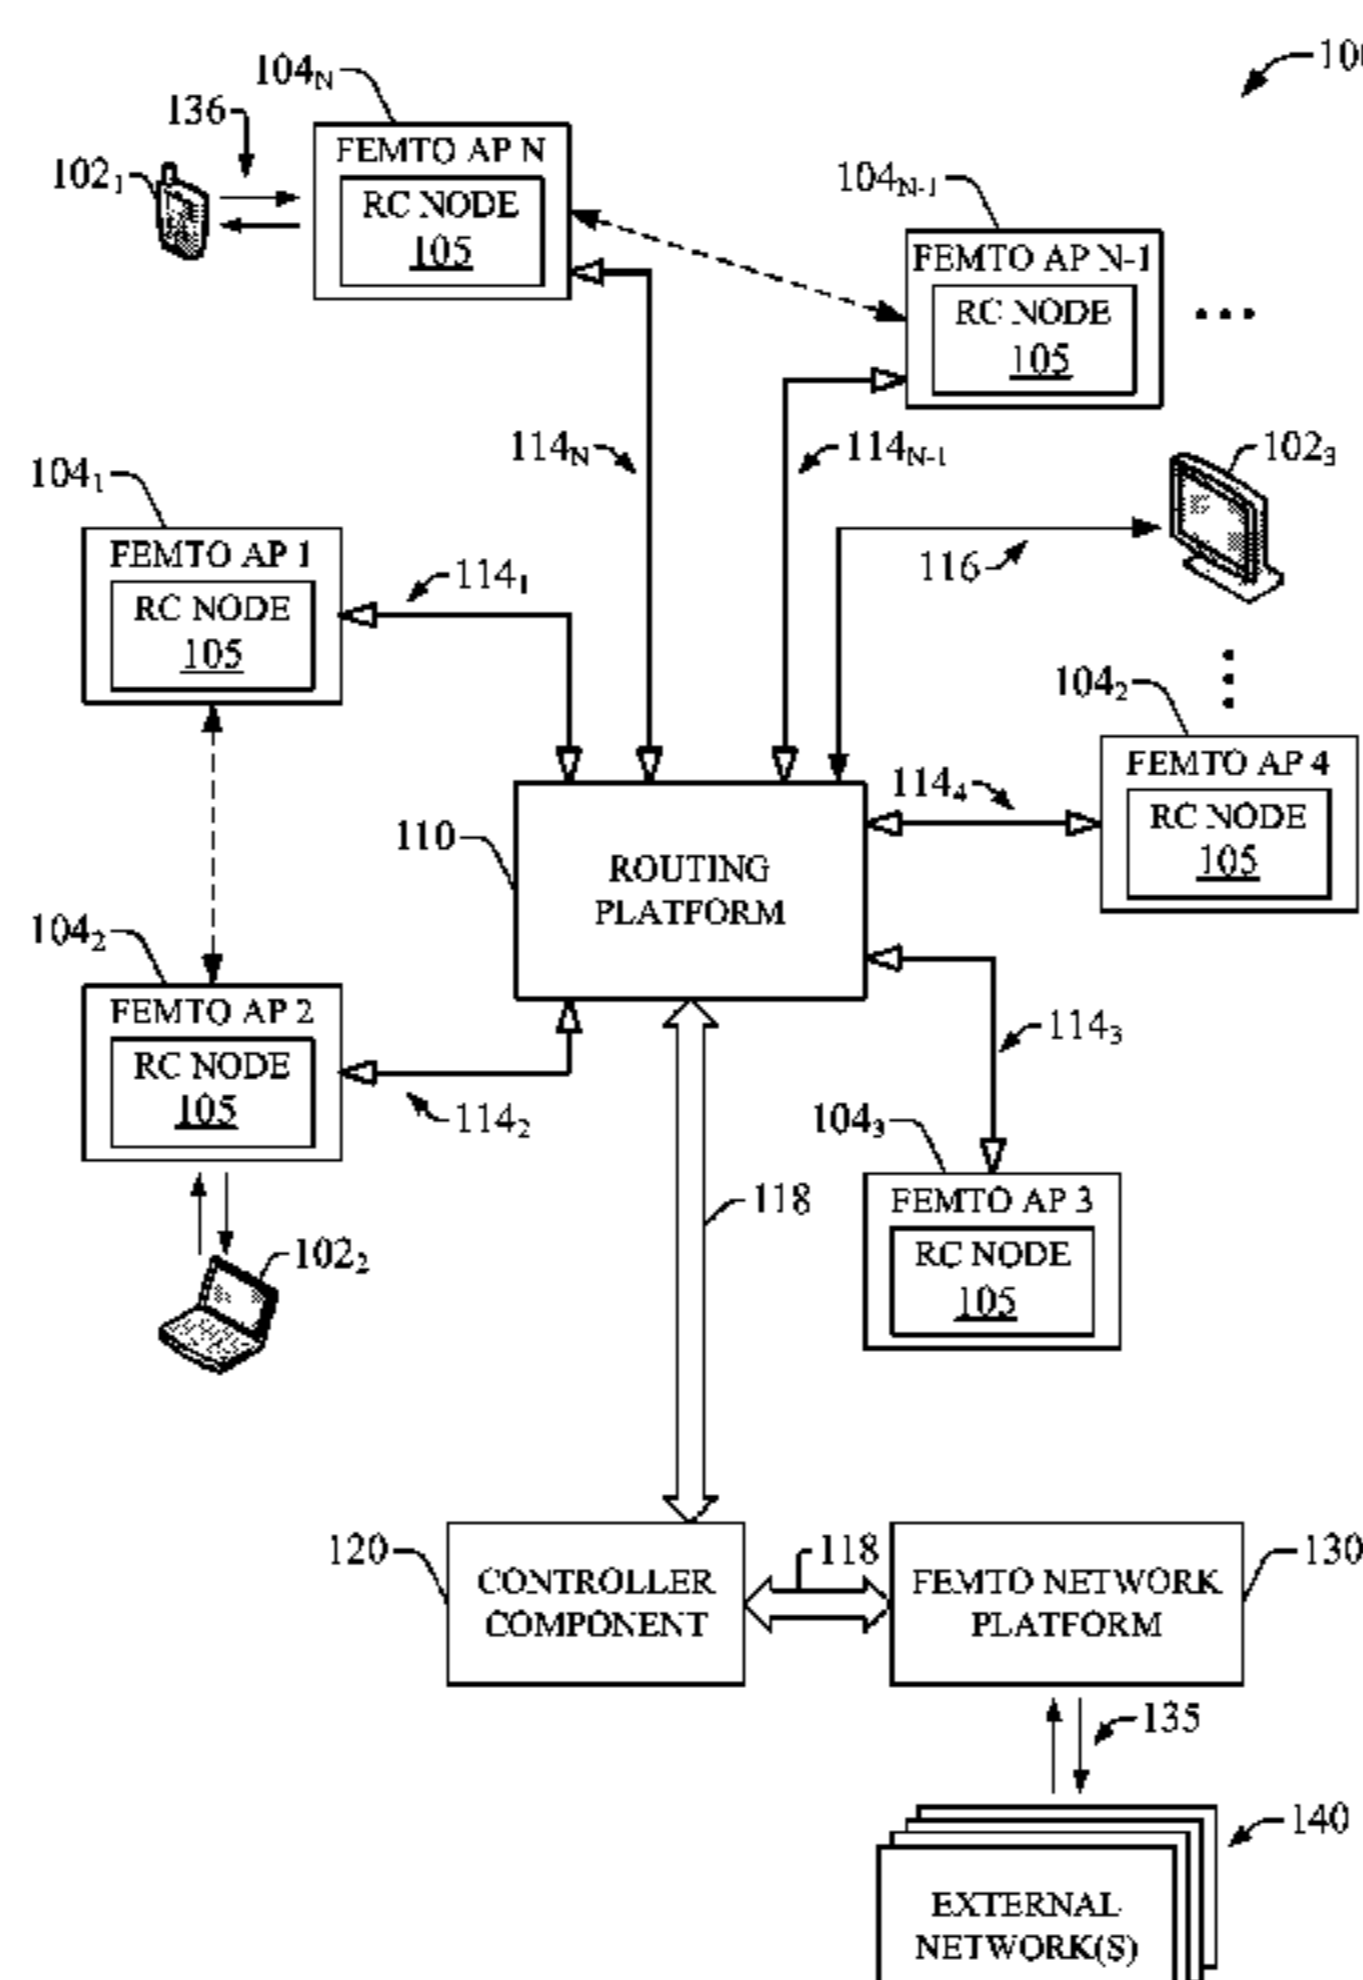 100
104N
136
FEMTO AP N
1021
RC NODE
105
104N-1
FEMTO AP N-1
RC NODE
105
114N
114N-1
1023
1041
FEMTO AP 1
1141
116
RC NODE
105
1042
FEMTO AP 4
1144
RC NODE
105
110
ROUTING
PLATFORM
1042
FEMTO AP 2
RC NODE
105
1142
1143
1043
FEMTO AP 3
RC NODE
105
118
1022
120
CONTROLLER
COMPONENT
118
FEMTO NETWORK
PLATFORM
130
135
140
EXTERNAL
NETWORK(S)